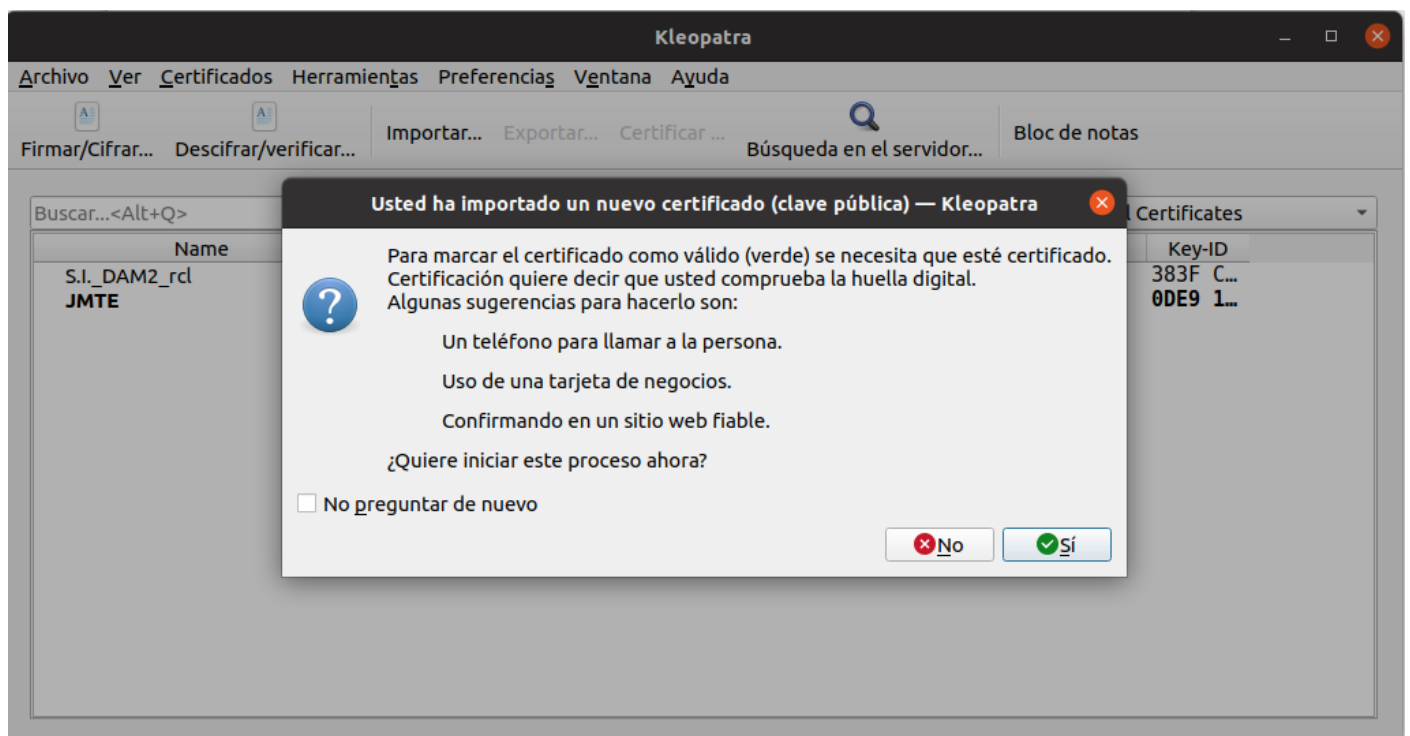 Kleopatra
Archivo Ver Certificados Herramientas Preferencias Ventana Ayuda
Firmar/Cifrar... Descifrar/verificar... Importar... Exportar... Certificar ... Búsqueda en el servidor... Bloc de notas
Usted ha importado un nuevo certificado (clave pública) — Kleopatra
Buscar...<Alt+Q> Certificates
Name Key-ID
S.I._DAM2_rcl 383F C...
JMTE 0DE9 1...
Para marcar el certificado como válido (verde) se necesita que esté certificado.
Certificación quiere decir que usted comprueba la huella digital.
Algunas sugerencias para hacerlo son:
Un teléfono para llamar a la persona.
Uso de una tarjeta de negocios.
Confirmando en un sitio web fiable.
¿Quiere iniciar este proceso ahora?
No preguntar de nuevo
No Sí